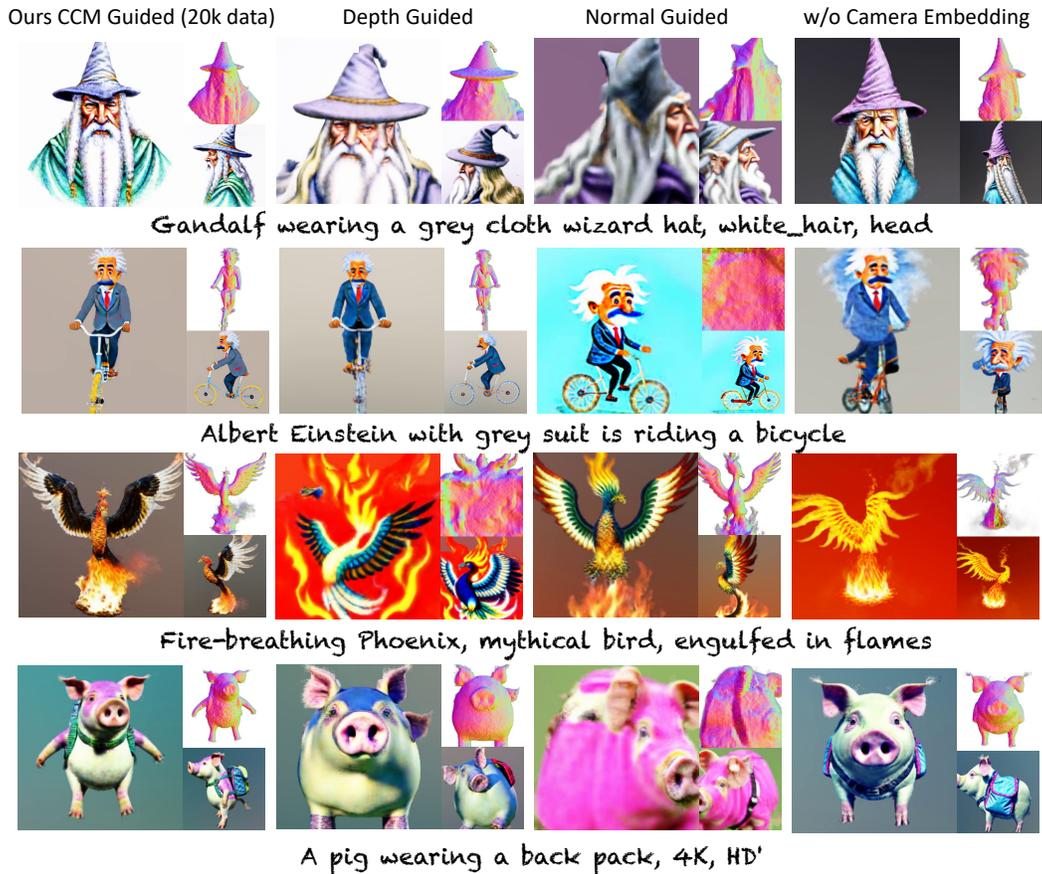 Ours CCM Guided (20k data) Depth Guided Normal Guided w/o Camera Embedding
Gandalf wearing a grey cloth wizard hat, white_hair, head
Albert Einstein with grey suit is riding a bicycle
Fire-breathing Phoenix, mythical bird, engulfed in flames
A pig wearing a back pack, 4K, HD'